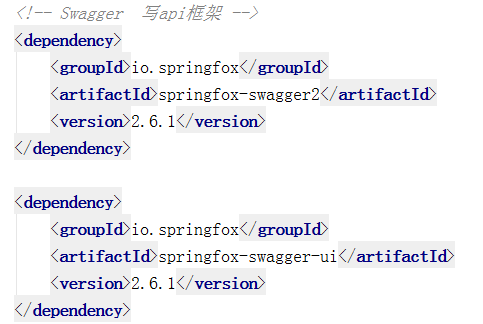 <!-- Swagger  写api框架 -->
<dependency>
    <groupId>io.springfox</groupId>
    <artifactId>springfox-swagger2</artifactId>
    <version>2.6.1</version>
</dependency>

<dependency>
    <groupId>io.springfox</groupId>
    <artifactId>springfox-swagger-ui</artifactId>
    <version>2.6.1</version>
</dependency>